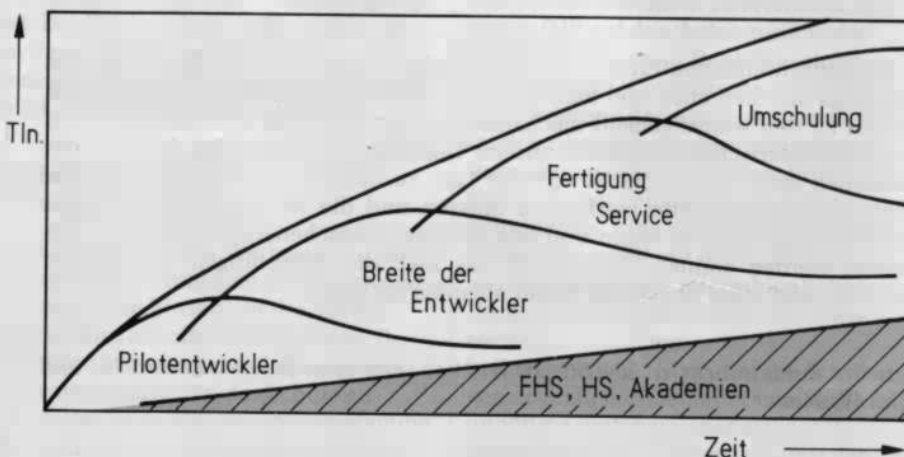 Tln.
Umschulung
Fertigung
Service
Breite der
Entwickler
Pilotentwickler
FHS, HS, Akademien
Zeit